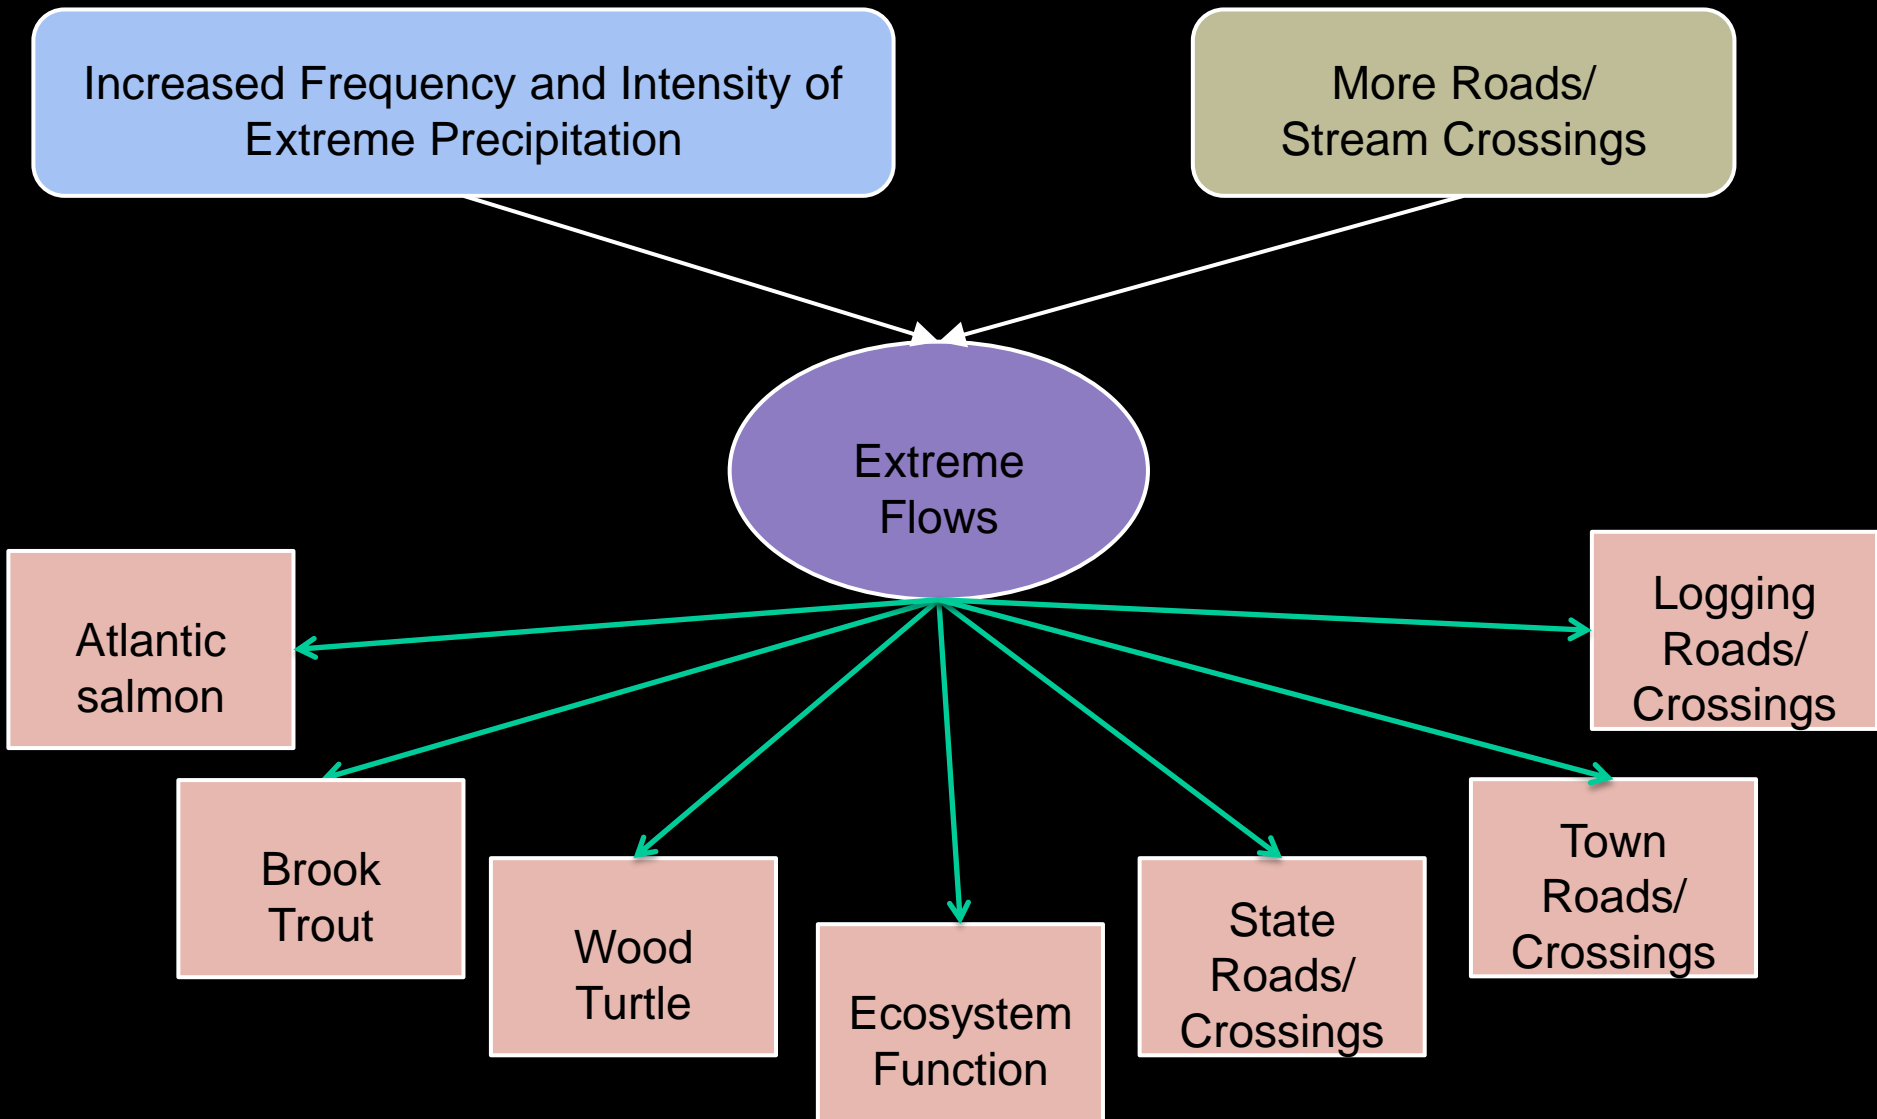 Increased Frequency and Intensity of
Extreme Precipitation
More Roads/
Stream Crossings
Extreme
Flows
Atlantic
salmon
Brook
Trout
Wood
Turtle
Ecosystem
Function
State
Roads/
Crossings
Town
Roads/
Crossings
Logging
Roads/
Crossings